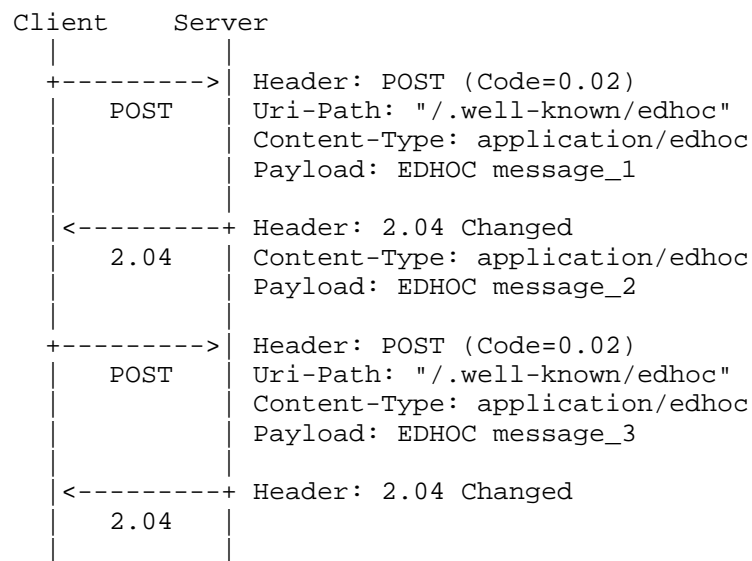 Client    Server
  |          |
  +--------->| Header: POST (Code=0.02)
  |   POST   | Uri-Path: "/.well-known/edhoc"
  |          | Content-Type: application/edhoc
  |          | Payload: EDHOC message_1
  |          |
  |<---------+ Header: 2.04 Changed
  |   2.04   | Content-Type: application/edhoc
  |          | Payload: EDHOC message_2
  |          |
  +--------->| Header: POST (Code=0.02)
  |   POST   | Uri-Path: "/.well-known/edhoc"
  |          | Content-Type: application/edhoc
  |          | Payload: EDHOC message_3
  |          |
  |<---------+ Header: 2.04 Changed
  |   2.04   |
  |          |